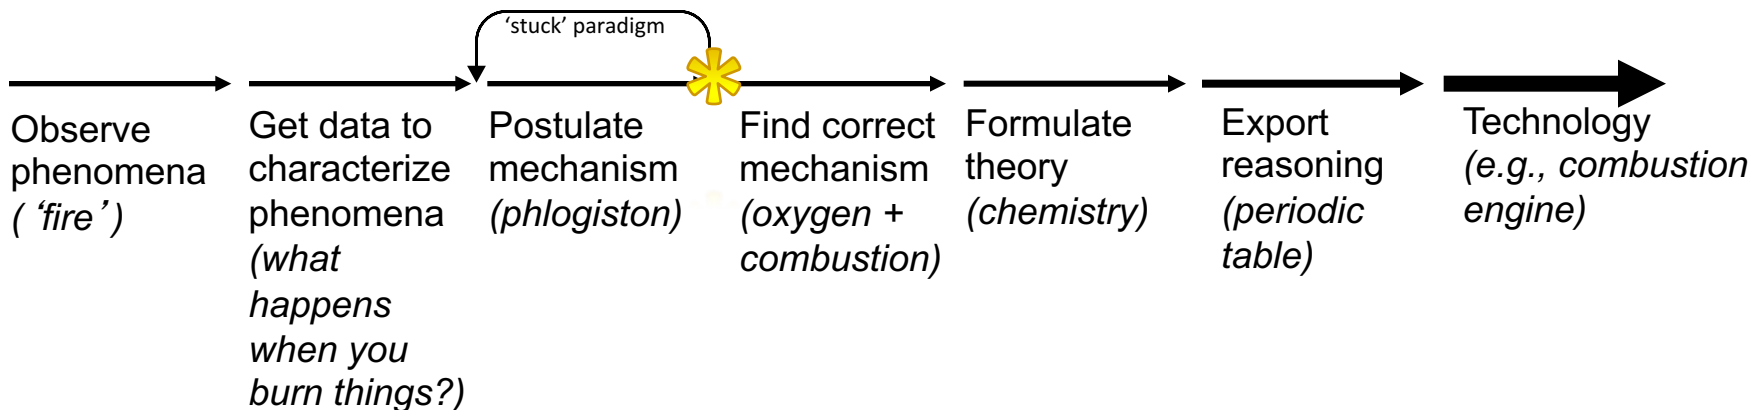 ‘stuck’ paradigm
Observe
phenomena
( ‘fire’ )
Get data to
characterize
phenomena
(what
happens
when you
burn things?)
Postulate
mechanism
(phlogiston)
Find correct
mechanism
(oxygen +
combustion)
Formulate
theory
(chemistry)
Export
reasoning
(periodic
table)
Technology
(e.g., combustion
engine)